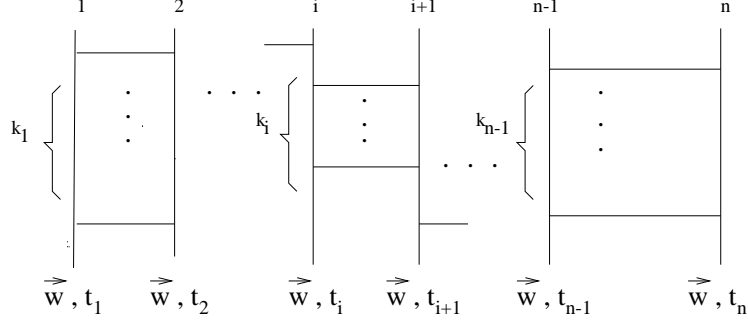 1 2 i i+1 n-1 n
k₁ kᵢ kₙ₋₁
w⃗ , t₁ w⃗ , t₂ w⃗ , tᵢ w⃗ , tᵢ₊₁ w⃗ , tₙ₋₁ w⃗ , tₙ